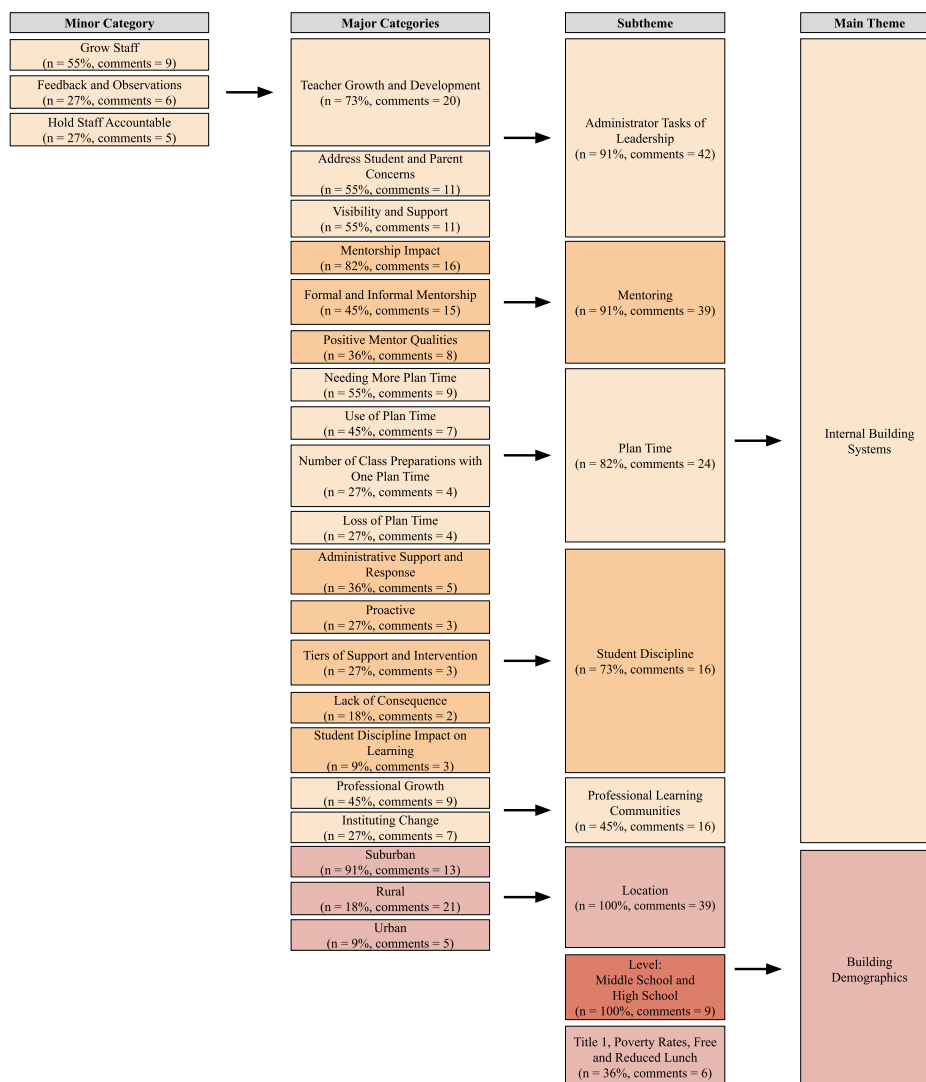 Minor Category
Grow Staff
(n = 55%, comments = 9)
Feedback and Observations
(n = 27%, comments = 6)
Hold Staff Accountable
(n = 27%, comments = 5)
Major Categories
Teacher Growth and Development
(n = 73%, comments = 20)
Address Student and Parent
Concerns
(n = 55%, comments = 11)
Visibility and Support
(n = 55%, comments = 11)
Mentorship Impact
(n = 82%, comments = 16)
Formal and Informal Mentorship
(n = 45%, comments = 15)
Positive Mentor Qualities
(n = 36%, comments = 8)
Needing More Plan Time
(n = 55%, comments = 9)
Use of Plan Time
(n = 45%, comments = 7)
Number of Class Preparations with
One Plan Time
(n = 27%, comments = 4)
Loss of Plan Time
(n = 27%, comments = 4)
Administrative Support and
Response
(n = 36%, comments = 5)
Proactive
(n = 27%, comments = 3)
Tiers of Support and Intervention
(n = 27%, comments = 3)
Lack of Consequence
(n = 18%, comments = 2)
Student Discipline Impact on
Learning
(n = 9%, comments = 3)
Professional Growth
(n = 45%, comments = 9)
Instituting Change
(n = 27%, comments = 7)
Suburban
(n = 91%, comments = 13)
Rural
(n = 18%, comments = 21)
Urban
(n = 9%, comments = 5)
Subtheme
Administrator Tasks of
Leadership
(n = 91%, comments = 42)
Mentoring
(n = 91%, comments = 39)
Plan Time
(n = 82%, comments = 24)
Student Discipline
(n = 73%, comments = 16)
Professional Learning
Communities
(n = 45%, comments = 16)
Location
(n = 100%, comments = 39)
Level:
Middle School and
High School
(n = 100%, comments = 9)
Title 1, Poverty Rates, Free
and Reduced Lunch
(n = 36%, comments = 6)
Main Theme
Internal Building
Systems
Building
Demographics